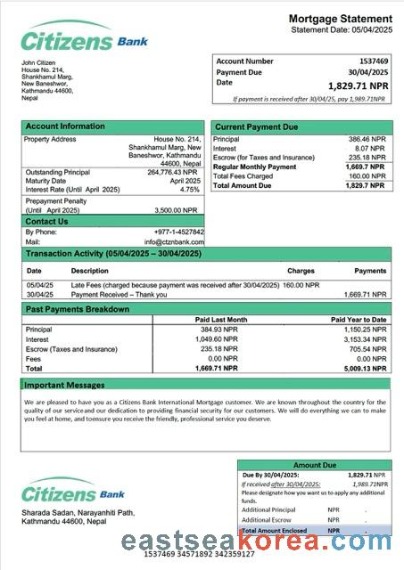 Citizens Bank
Mortgage Statement
Statement Date: 05/04/2025
John Citizen
House No. 214,
Shankhamul Marg,
New Baneshwor,
Kathmandu 44600,
Nepal
Account Number 1537469
Payment Due 30/04/2025
Date 1,829.71 NPR
If payment is received after 30/04/25, pay 1,989.71NPR
Account Information
Property Address House No. 214,
Shankhamul Marg, New
Baneshwor, Kathmandu
44600, Nepal
Outstanding Principal 264,776.43 NPR
Maturity Date April 2025
Interest Rate (Until April 2025) 4.75%
Prepayment Penalty
(Until April 2025) 3,500.00 NPR
Contact Us
By Phone: +977-1-4527842
Mail: info@ctznbank.com
Current Payment Due
Principal 386.46 NPR
Interest 8.07 NPR
Escrow (for Taxes and Insurance) 235.18 NPR
Regular Monthly Payment 1,669.7 NPR
Total Fees Charged 160.00 NPR
Total Amount Due 1,829.7 NPR
Transaction Activity (05/04/2025 – 30/04/2025)
Date Description Charges Payments
05/04/25 Late Fees (charged because payment was received after 30/04/2025) 160.00 NPR
30/04/25 Payment Received – Thank you 1,669.71 NPR
Past Payments Breakdown
Paid Last Month Paid Year to Date
Principal 384.93 NPR 1,150.25 NPR
Interest 1,049.60 NPR 3,153.34 NPR
Escrow (Taxes and Insurance) 235.18 NPR 705.54 NPR
Fees 0.00 NPR 0.00 NPR
Total 1,669.71 NPR 5,009.13 NPR
Important Messages
We are pleased to have you as a Citizens Bank International Mortgage customer. We are known throughout the country for the
quality of our service and our dedication to providing financial security for our customers. We will do everything we can to make
you feel at home, and toensure you receive the friendly, professional service you deserve.
Citizens Bank
Sharada Sadan, Narayanhiti Path,
Kathmandu 44600, Nepal
Amount Due
Due By 30/04/2025: 1,829.71 NPR
If received after 30/04/2025: 1,989.71NPR
Please designate how you want us to apply any additional
funds.
Additional Principal NPR .
Additional Escrow NPR .
Total Amount Enclosed NPR .
eastseakorea.com
1537469 34571892 342359127